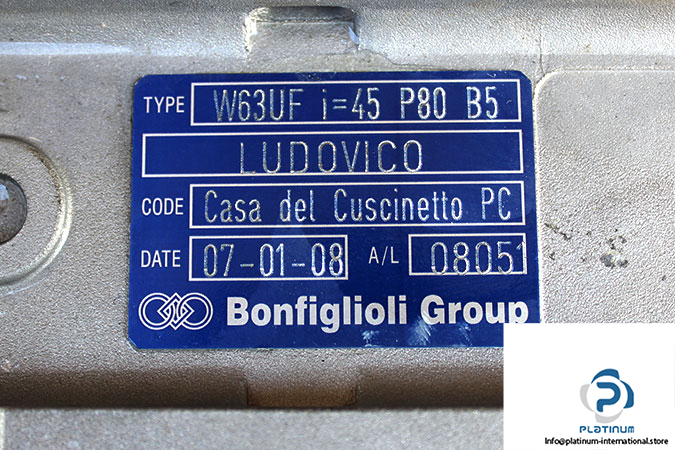 TYPE W63UF i=45 P80 B5
LUDOVICO
CODE Casa del Cuscinetto PC
DATE 07-01-08 A/L 08051
Bonfiglioli Group
PLATINUM
Info@platinum-international.store